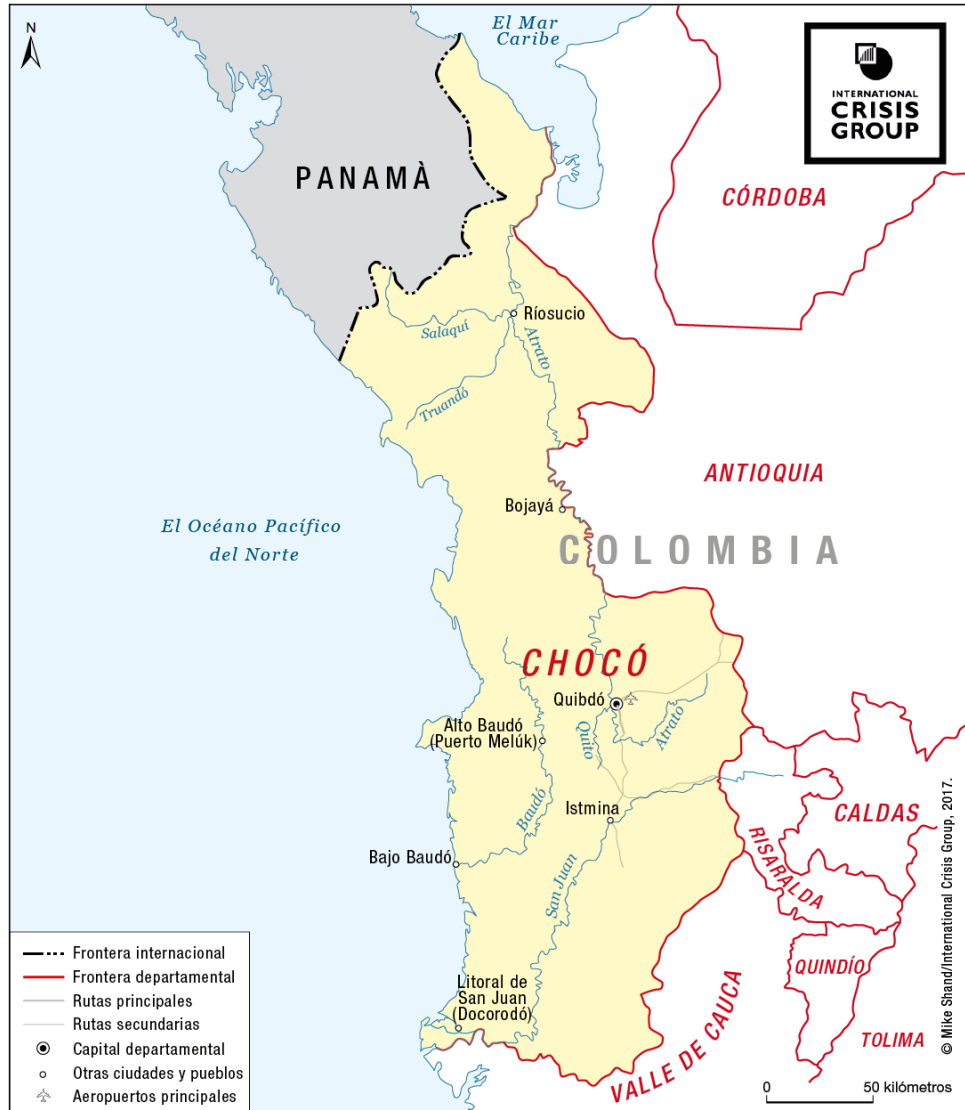 N
El Mar
Caribe
INTERNATIONAL
CRISIS
GROUP
PANAMÀ
CÓRDOBA
Ríosucio
Salaquí
Atrato
Truandó
ANTIOQUIA
Bojayá
El Océano Pacífico
del Norte
COLOMBIA
CHOCÓ
Quibdó
Alto Baudó
(Puerto Melúk)
Quito
Atrato
Istmina
Baudó
CALDAS
RISARALDA
Bajo Baudó
San Juan
QUINDÍO
Litoral de
San Juan
(Docorodó)
VALLE DE CAUCA
TOLIMA
© Mike Shand/International Crisis Group, 2017.
Frontera internacional
Frontera departamental
Rutas principales
Rutas secundarias
Capital departamental
Otras ciudades y pueblos
Aeropuertos principales
0 50 kilómetros